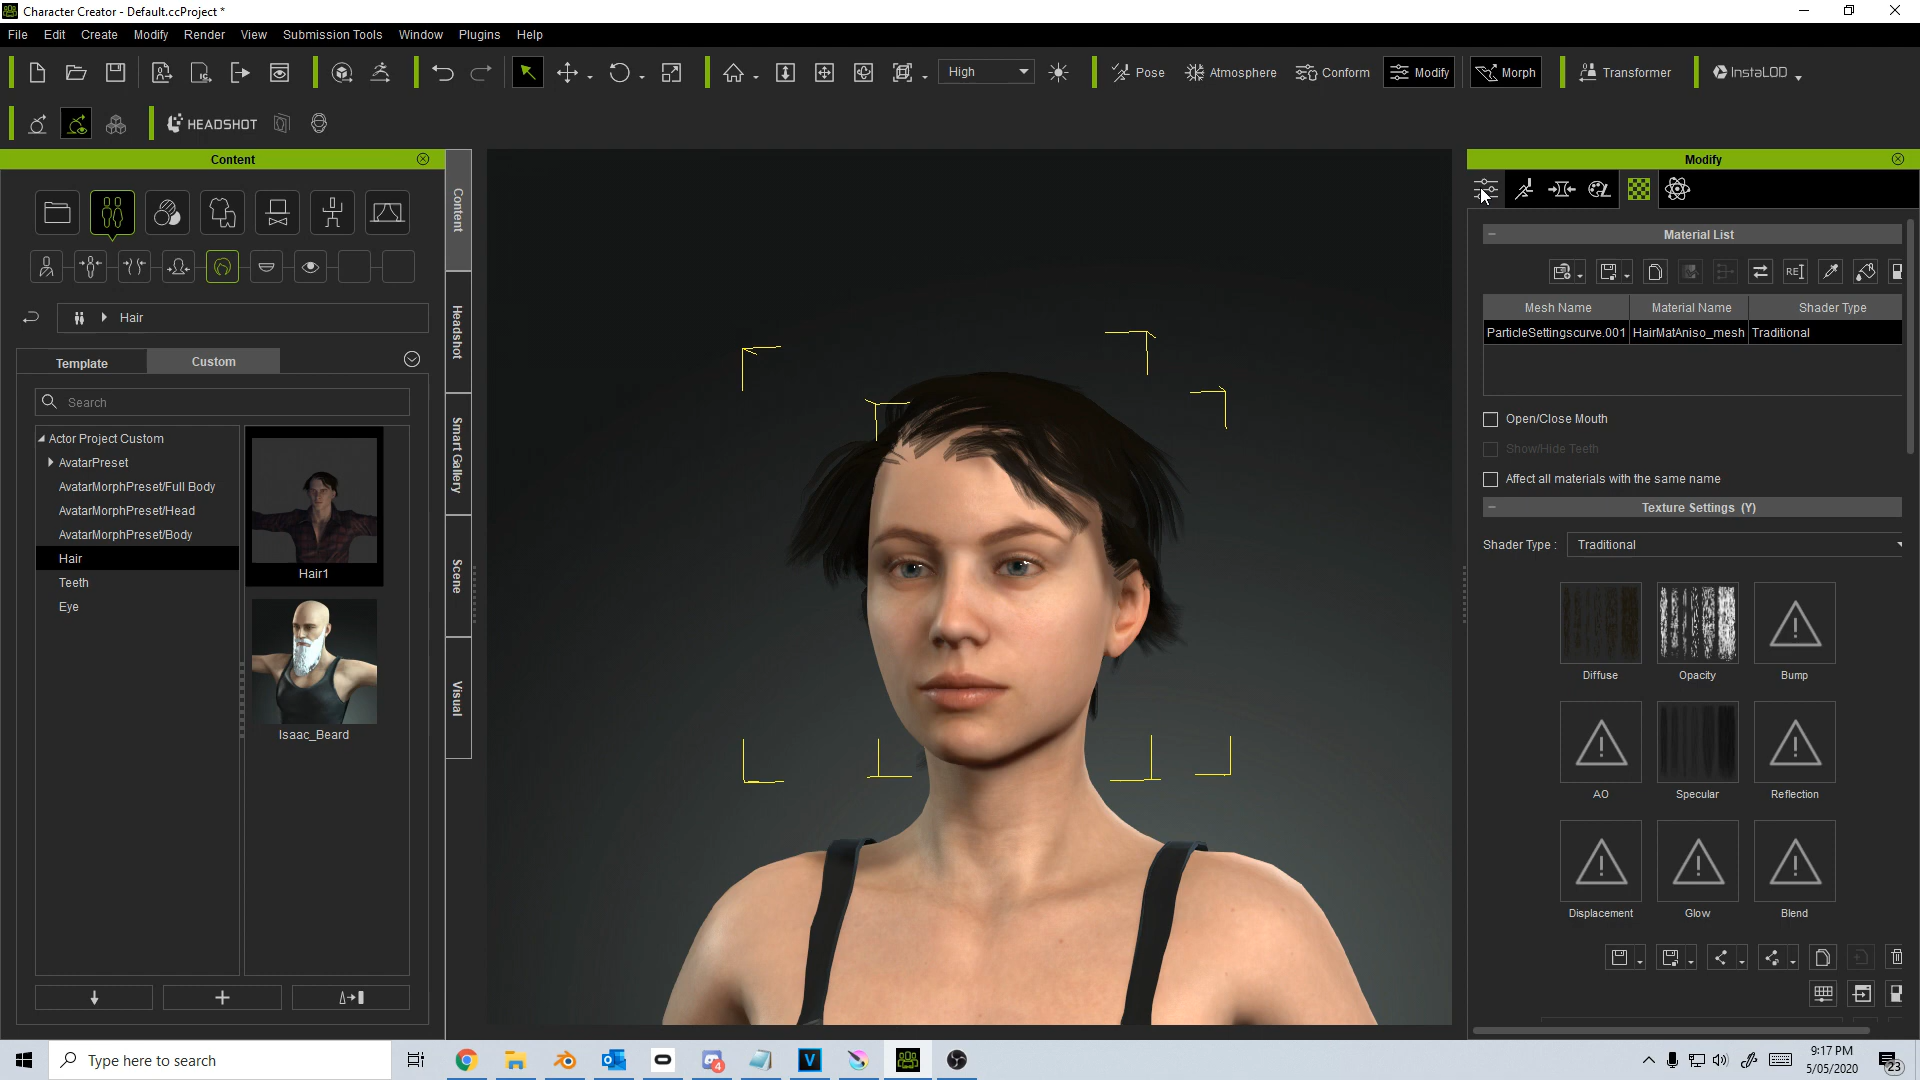 Character Creator - Default.ccProject *
File Edit Create Modify Render View Submission Tools Window Plugins Help
High Pose Atmosphere Conform Modify Morph Transformer InstaLOD
HEADSHOT
Content
Content
Headshot
Smart Gallery
Scene
Visual
Hair
Template Custom
Search
Actor Project Custom
AvatarPreset
AvatarMorphPreset/Full Body
AvatarMorphPreset/Head
AvatarMorphPreset/Body
Hair
Teeth
Eye
Hair1
Isaac_Beard
Modify
Material List
REI
Mesh Name Material Name Shader Type
ParticleSettingscurve.001 HairMatAniso_mesh Traditional
Open/Close Mouth
Show/Hide Teeth
Affect all materials with the same name
Texture Settings (Y)
Shader Type : Traditional
Diffuse Opacity Bump
AO Specular Reflection
Displacement Glow Blend
Type here to search
4
V
9:17 PM
5/05/2020
23